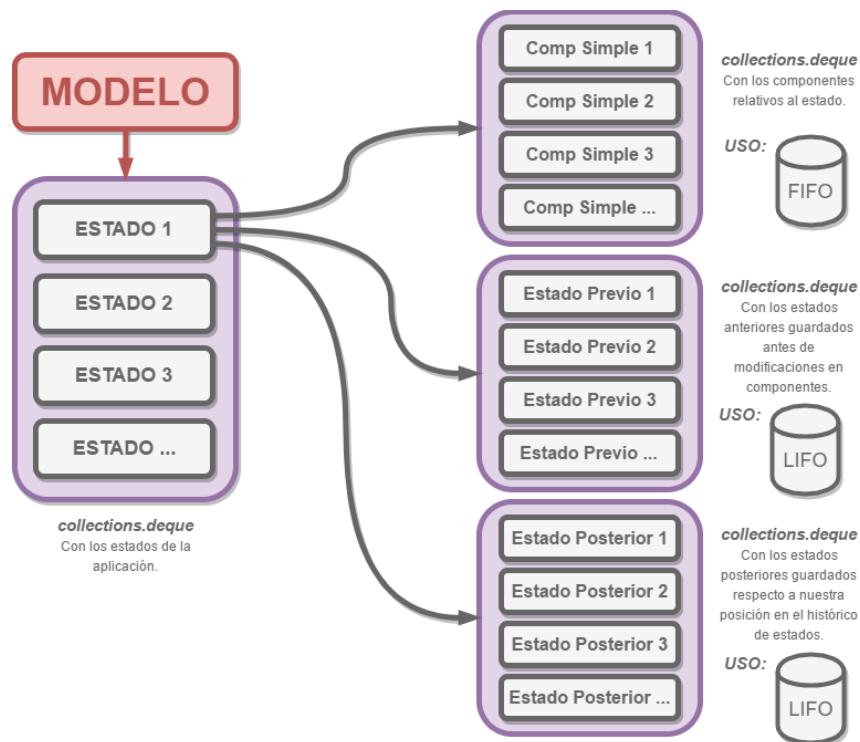 MODELO
ESTADO 1
ESTADO 2
ESTADO 3
ESTADO ...
collections.deque
Con los estados de la
aplicación.
Comp Simple 1
Comp Simple 2
Comp Simple 3
Comp Simple ...
collections.deque
Con los componentes
relativos al estado.
USO:
FIFO
Estado Previo 1
Estado Previo 2
Estado Previo 3
Estado Previo ...
collections.deque
Con los estados
anteriores guardados
antes de
modificaciones en
componentes.
USO:
LIFO
Estado Posterior 1
Estado Posterior 2
Estado Posterior 3
Estado Posterior ...
collections.deque
Con los estados
posteriores guardados
respecto a nuestra
posición en el histórico
de estados.
USO:
LIFO